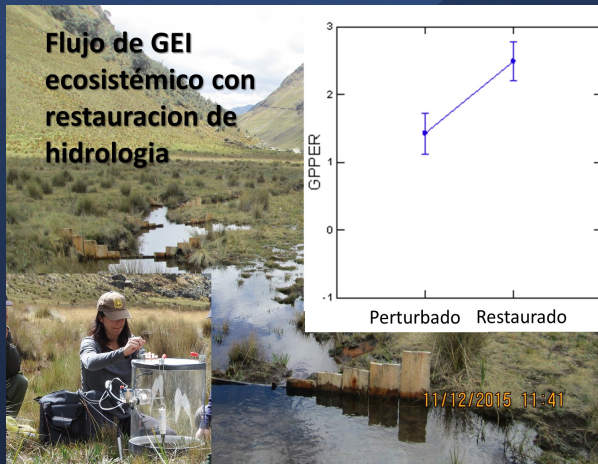 Flujo de GEI
ecosistémico con
restauracion de
hidrologia
3
2
1
0
-1
GPPER
Perturbado Restaurado
11/12/2015 11:41